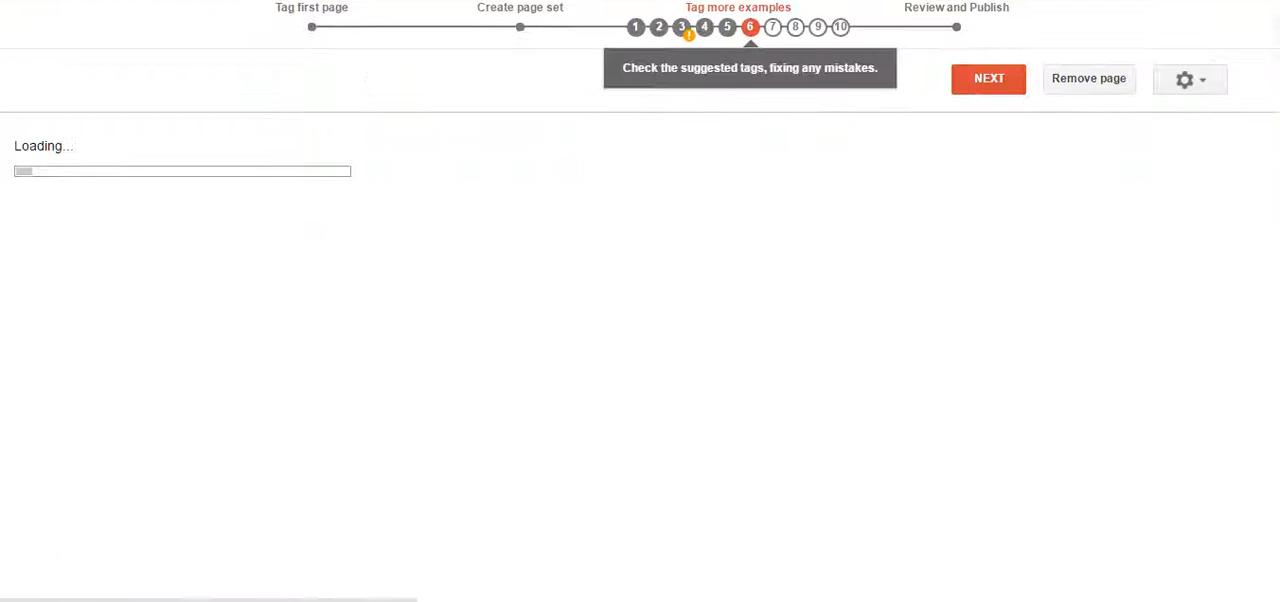 Tag first page
Create page set
Tag more examples
Review and Publish
1 2 3 4 5 6 7 8 9 10
!
Check the suggested tags, fixing any mistakes.
NEXT
Remove page
Loading...